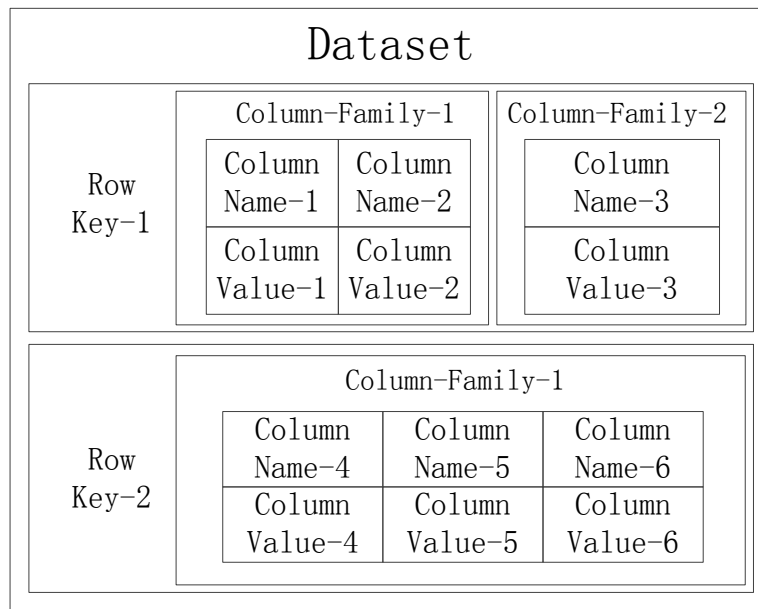 Dataset
Column-Family-1
Column-Family-2
Row
Key-1
Column
Name-1
Column
Name-2
Column
Name-3
Column
Value-1
Column
Value-2
Column
Value-3
Column-Family-1
Row
Key-2
Column
Name-4
Column
Name-5
Column
Name-6
Column
Value-4
Column
Value-5
Column
Value-6